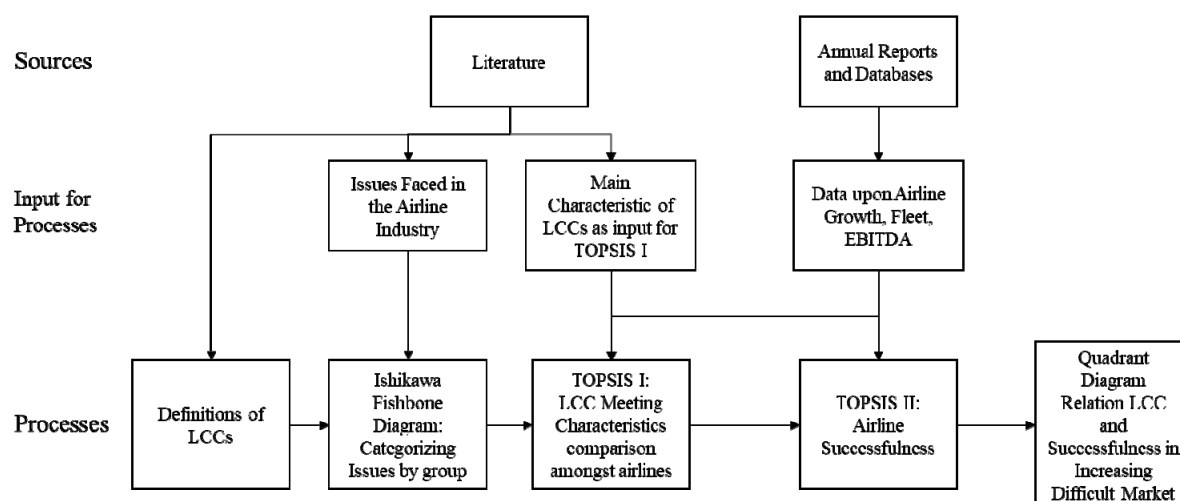 Sources
Literature
Annual Reports
and Databases
Input for
Processes
Issues Faced in
the Airline
Industry
Main
Characteristic of
LCCs as input for
TOPSIS I
Data upon Airline
Growth, Fleet,
EBITDA
Processes
Definitions of
LCCs
Ishikawa
Fishbone
Diagram:
Categorizing
Issues by group
TOPSIS I:
LCC Meeting
Characteristics
comparison
amongst airlines
TOPSIS II:
Airline
Successfulness
Quadrant
Diagram
Relation LCC
and
Successfulness in
Increasing
Difficult Market